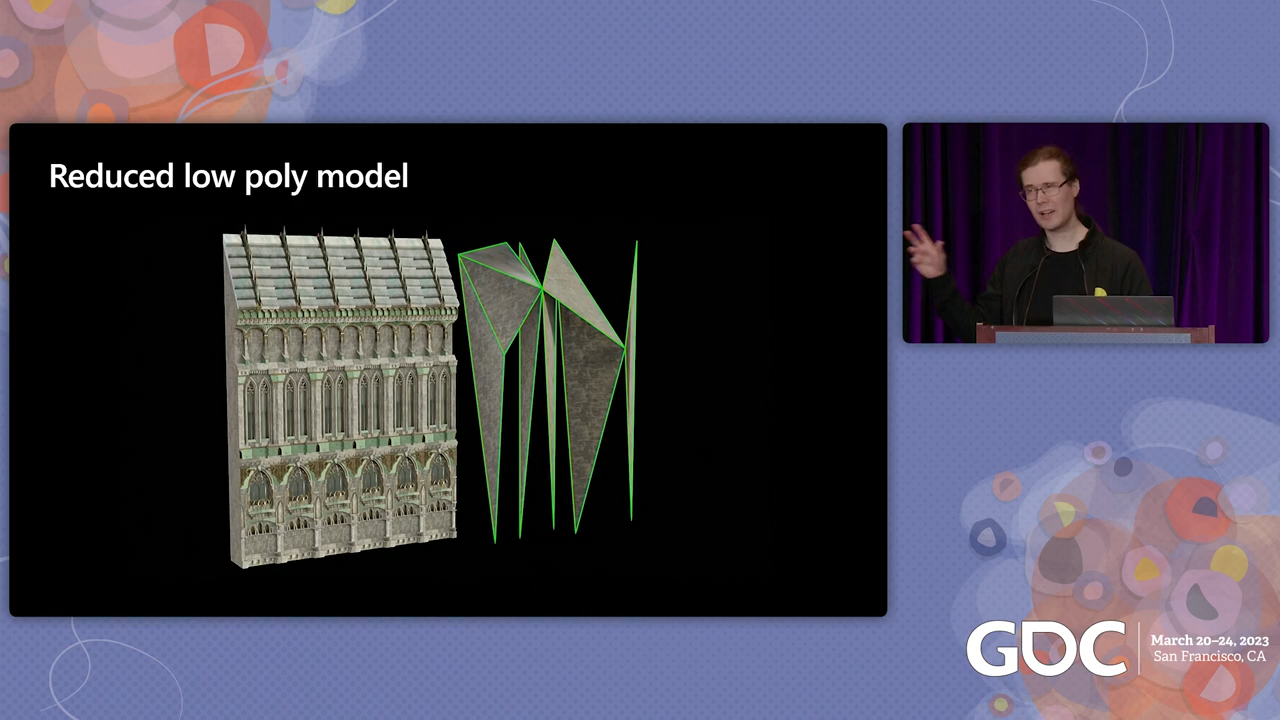 Reduced low poly model
GDC
March 20–24, 2023
San Francisco, CA